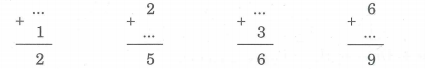 ... 2 ... 6
+ + + +
1 ... 3 ...
2 5 6 9